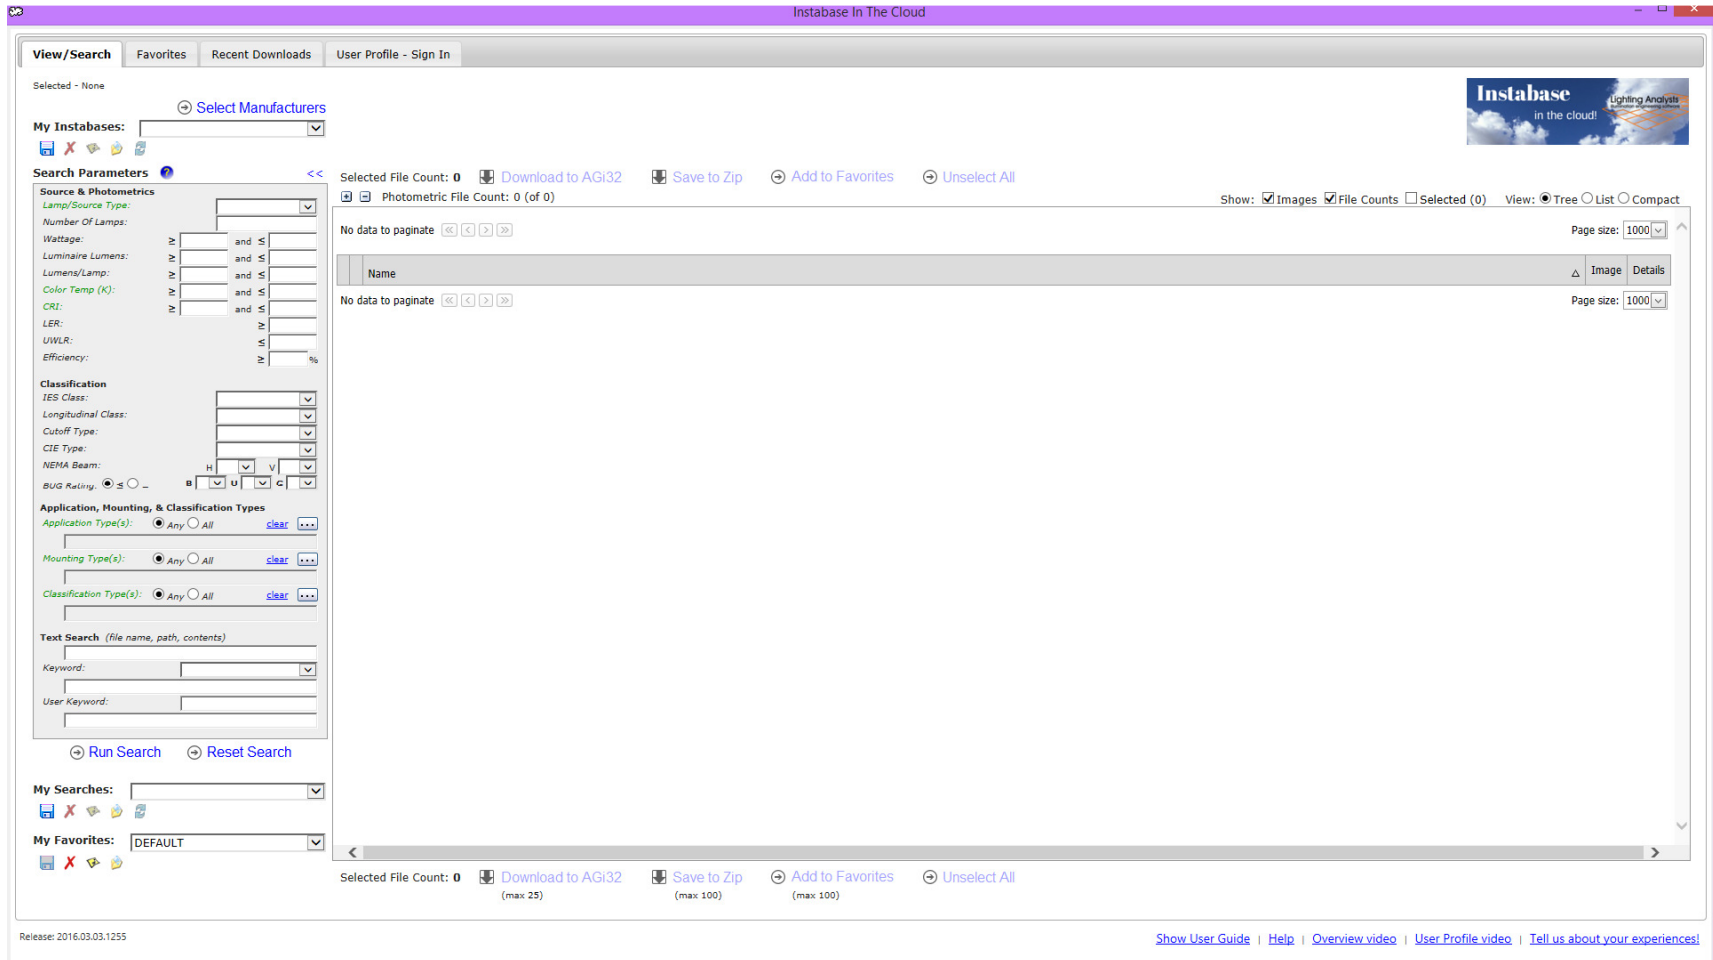 Instabase In The Cloud
View/Search Favorites Recent Downloads User Profile - Sign In
Selected - None
Select Manufacturers
My Instabases:
Instabase
in the cloud!
Lighting Analysts
Search Parameters ? <<
Source & Photometrics
Lamp/Source Type:
Number Of Lamps:
Wattage: ≥ and ≤
Luminaire Lumens: ≥ and ≤
Lumens/Lamp: ≥ and ≤
Color Temp (K): ≥ and ≤
CRI: ≥ and ≤
LER: ≥
UWLR: ≤
Efficiency: ≥ %
Classification
IES Class:
Longitudinal Class:
Cutoff Type:
CIE Type:
NEMA Beam: H V
BUG Rating: ≤ = B U G
Application, Mounting, & Classification Types
Application Type(s): Any All clear ...
Mounting Type(s): Any All clear ...
Classification Type(s): Any All clear ...
Text Search (file name, path, contents)
Keyword:
User Keyword:
Run Search Reset Search
My Searches:
My Favorites: DEFAULT
Selected File Count: 0 Download to AGi32 Save to Zip Add to Favorites Unselect All
Photometric File Count: 0 (of 0)
Show: Images File Counts Selected (0) View: Tree List Compact
No data to paginate Page size: 1000
Name Image Details
No data to paginate Page size: 1000
Selected File Count: 0 Download to AGi32 Save to Zip Add to Favorites Unselect All
(max 25) (max 100) (max 100)
Release: 2016.03.03.1255
Show User Guide | Help | Overview video | User Profile video | Tell us about your experiences!